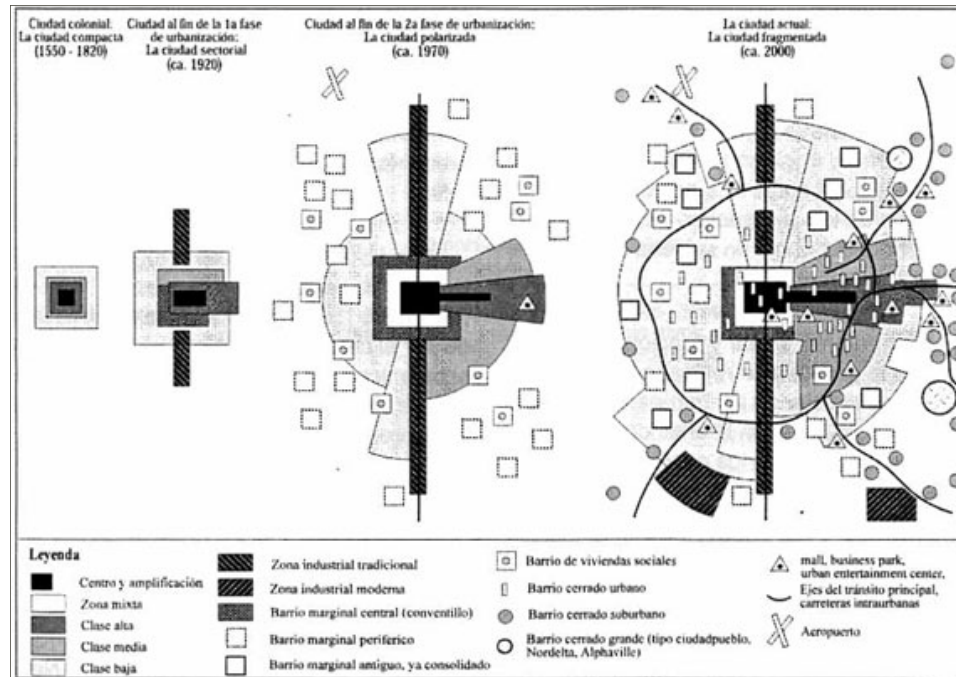 Ciudad colonial:
La ciudad compacta
(1550 - 1820)
Ciudad al fin de la 1a fase
de urbanización:
La ciudad sectorial
(ca. 1920)
Ciudad al fin de la 2a fase de urbanización:
La ciudad polarizada
(ca. 1970)
La ciudad actual:
La ciudad fragmentada
(ca. 2000)
Leyenda
Centro y amplificación
Zona mixta
Clase alta
Clase media
Clase baja
Zona industrial tradicional
Zona industrial moderna
Barrio marginal central (conventillo)
Barrio marginal periférico
Barrio marginal antiguo, ya consolidado
Barrio de viviendas sociales
Barrio cerrado urbano
Barrio cerrado suburbano
Barrio cerrado grande (tipo ciudadpueblo,
Nordelta, Alphaville)
mall, business park,
urban entertainment center,
Ejes del tránsito principal,
carreteras intraurbanas
Aeropuerto